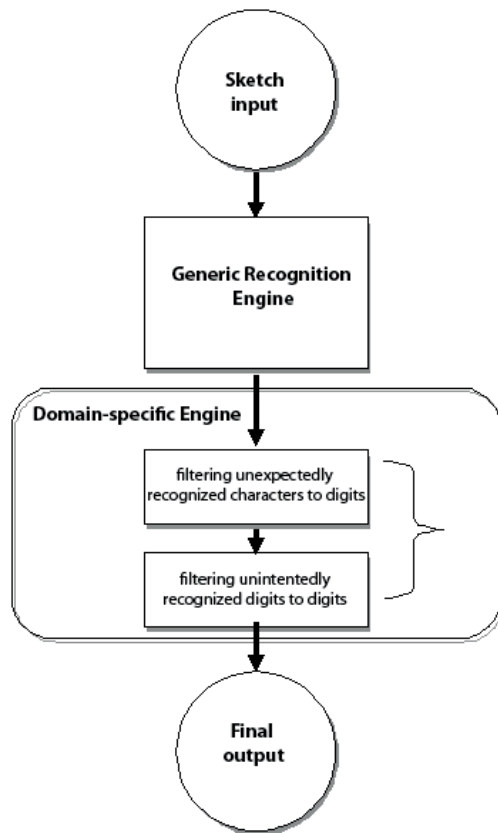 Sketch
input
Generic Recognition
Engine
Domain-specific Engine
filtering unexpectedly
recognized characters to digits
filtering unintentedly
recognized digits to digits
Final
output